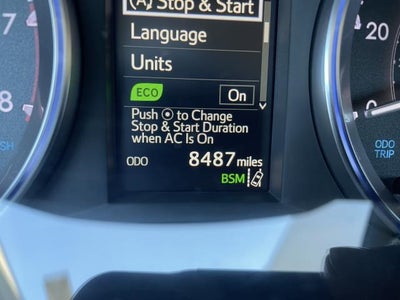 (A) Stop & Start
Language
Units
ECO On
Push ⦿ to Change
Stop & Start Duration
when AC Is On
ODO 8487 miles
BSM
7
8
20
0
ODO
TRIP